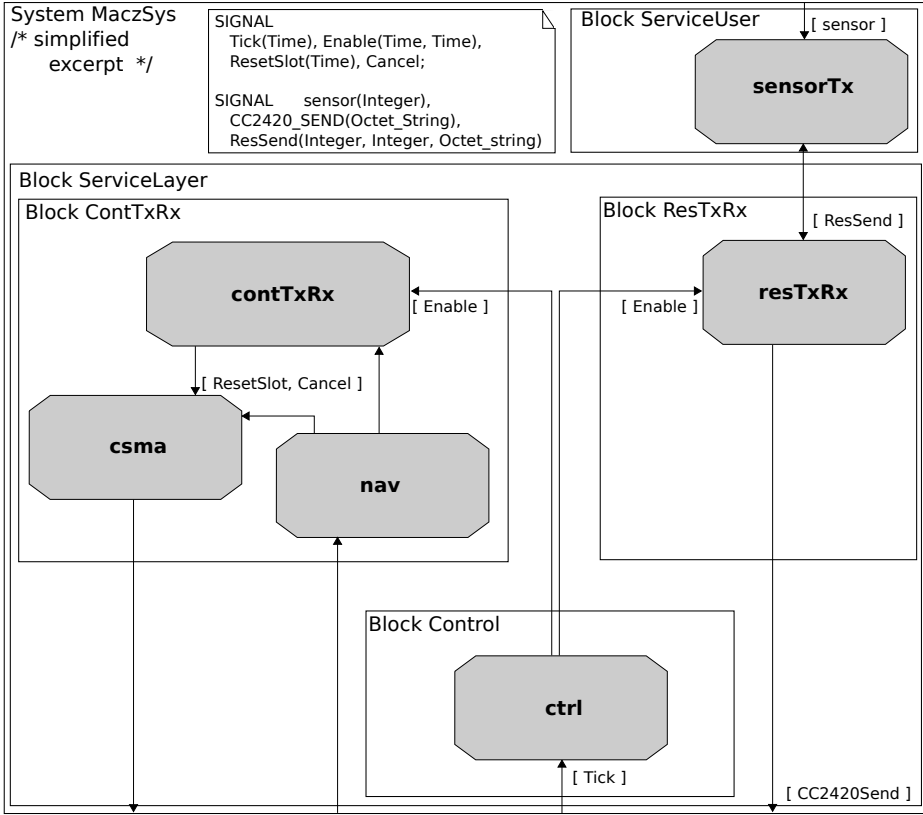 System MaczSys
/* simplified
excerpt */
SIGNAL
Tick(Time), Enable(Time, Time),
ResetSlot(Time), Cancel;
SIGNAL sensor(Integer),
CC2420_SEND(Octet_String),
ResSend(Integer, Integer, Octet_string)
Block ServiceUser
[ sensor ]
sensorTx
Block ServiceLayer
Block ContTxRx
Block ResTxRx
[ ResSend ]
contTxRx
resTxRx
[ Enable ]
[ Enable ]
[ ResetSlot, Cancel ]
csma
nav
Block Control
ctrl
[ Tick ]
[ CC2420Send ]